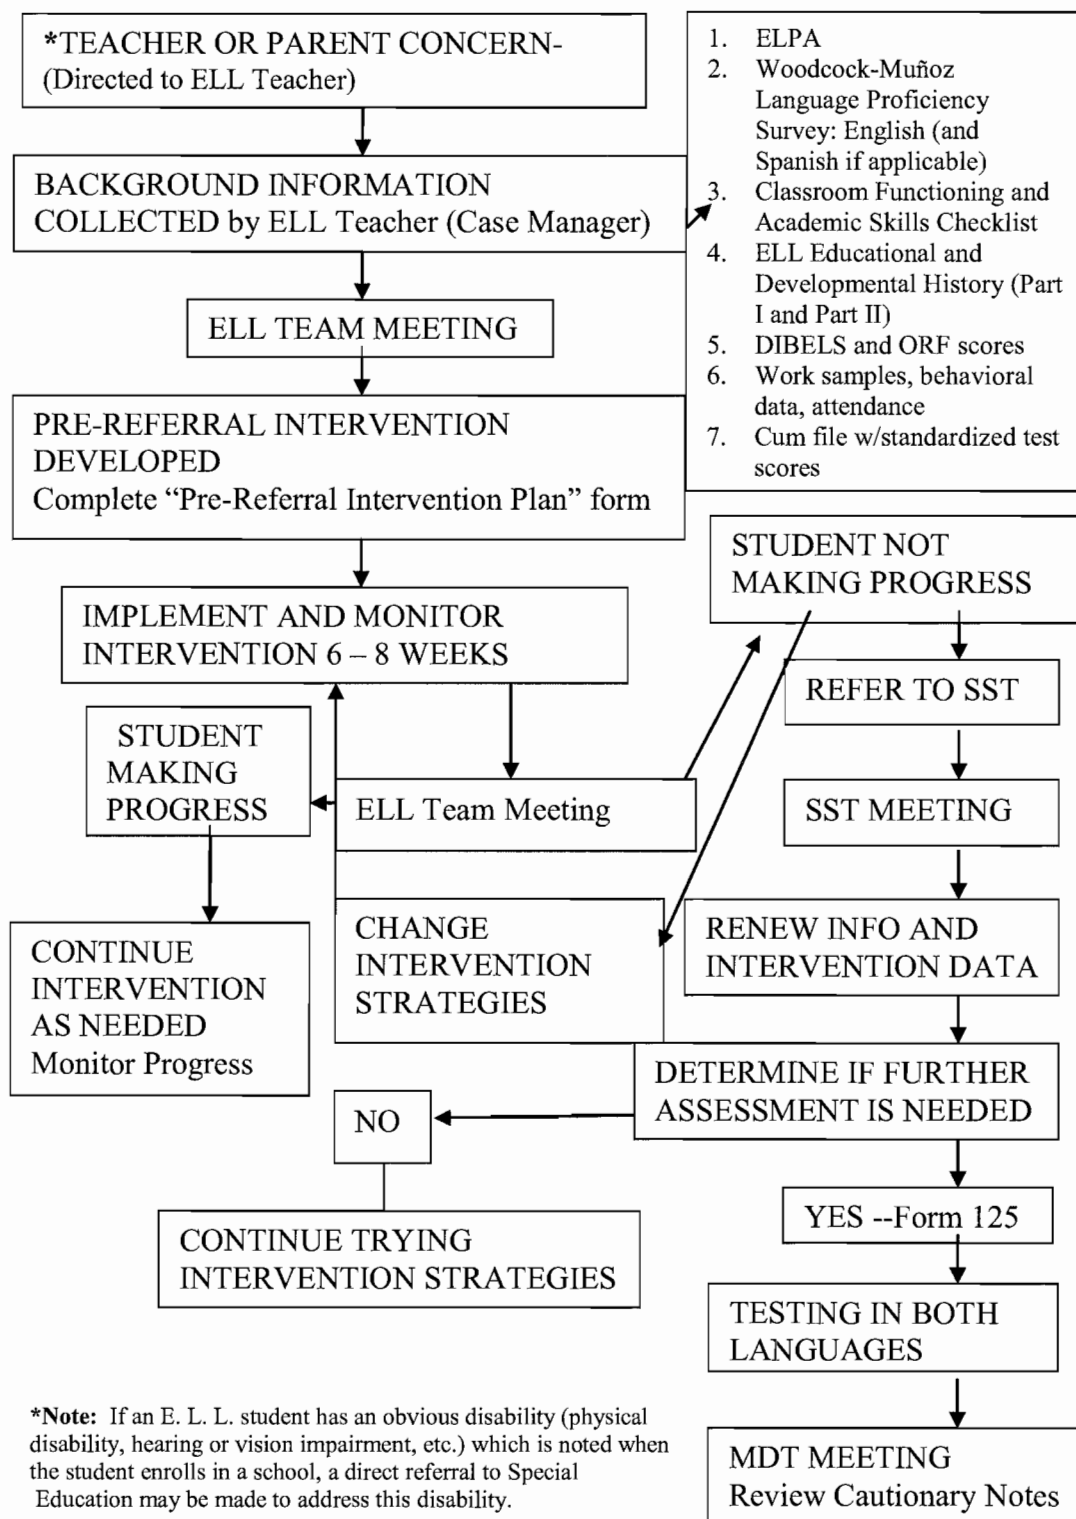 *TEACHER OR PARENT CONCERN-
(Directed to ELL Teacher)
BACKGROUND INFORMATION
COLLECTED by ELL Teacher (Case Manager)
1. ELPA
2. Woodcock-Muñoz
Language Proficiency
Survey: English (and
Spanish if applicable)
3. Classroom Functioning and
Academic Skills Checklist
4. ELL Educational and
Developmental History (Part
I and Part II)
5. DIBELS and ORF scores
6. Work samples, behavioral
data, attendance
7. Cum file w/standardized test
scores
ELL TEAM MEETING
PRE-REFERRAL INTERVENTION
DEVELOPED
Complete “Pre-Referral Intervention Plan” form
IMPLEMENT AND MONITOR
INTERVENTION 6 – 8 WEEKS
STUDENT
MAKING
PROGRESS
ELL Team Meeting
STUDENT NOT
MAKING PROGRESS
REFER TO SST
SST MEETING
CONTINUE
INTERVENTION
AS NEEDED
Monitor Progress
CHANGE
INTERVENTION
STRATEGIES
RENEW INFO AND
INTERVENTION DATA
DETERMINE IF FURTHER
ASSESSMENT IS NEEDED
NO
CONTINUE TRYING
INTERVENTION STRATEGIES
YES --Form 125
TESTING IN BOTH
LANGUAGES
MDT MEETING
Review Cautionary Notes
*Note: If an E. L. L. student has an obvious disability (physical
disability, hearing or vision impairment, etc.) which is noted when
the student enrolls in a school, a direct referral to Special
Education may be made to address this disability.